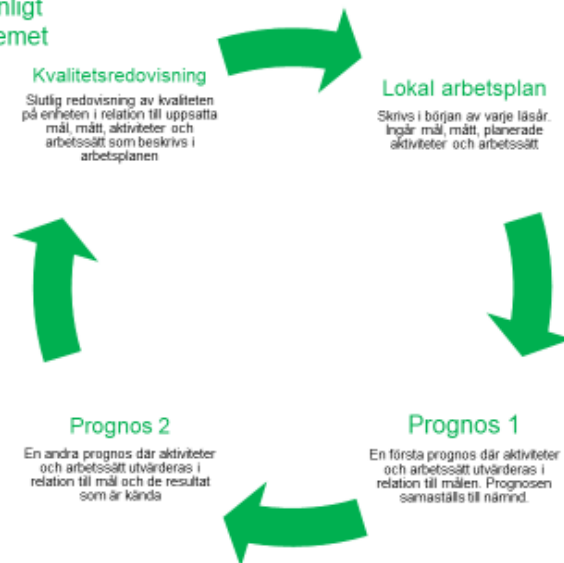 nligt
emet
Kvalitetsredovisning
Slutlig redovisning av kvaliteten
på enheten i relation till uppsatta
mål, mått, aktiviteter och
arbetssätt som beskrivs i
arbetsplanen
Lokal arbetsplan
Skrivs i början av varje läsår.
Ingår mål, mått, planerade
aktiviteter och arbetssätt
Prognos 2
En andra prognos där aktiviteter
och arbetssätt utvärderas i
relation till mål och de resultat
som är kända
Prognos 1
En första prognos där aktiviteter
och arbetssätt utvärderas i
relation till målen. Prognosen
samaställs till nämnd.